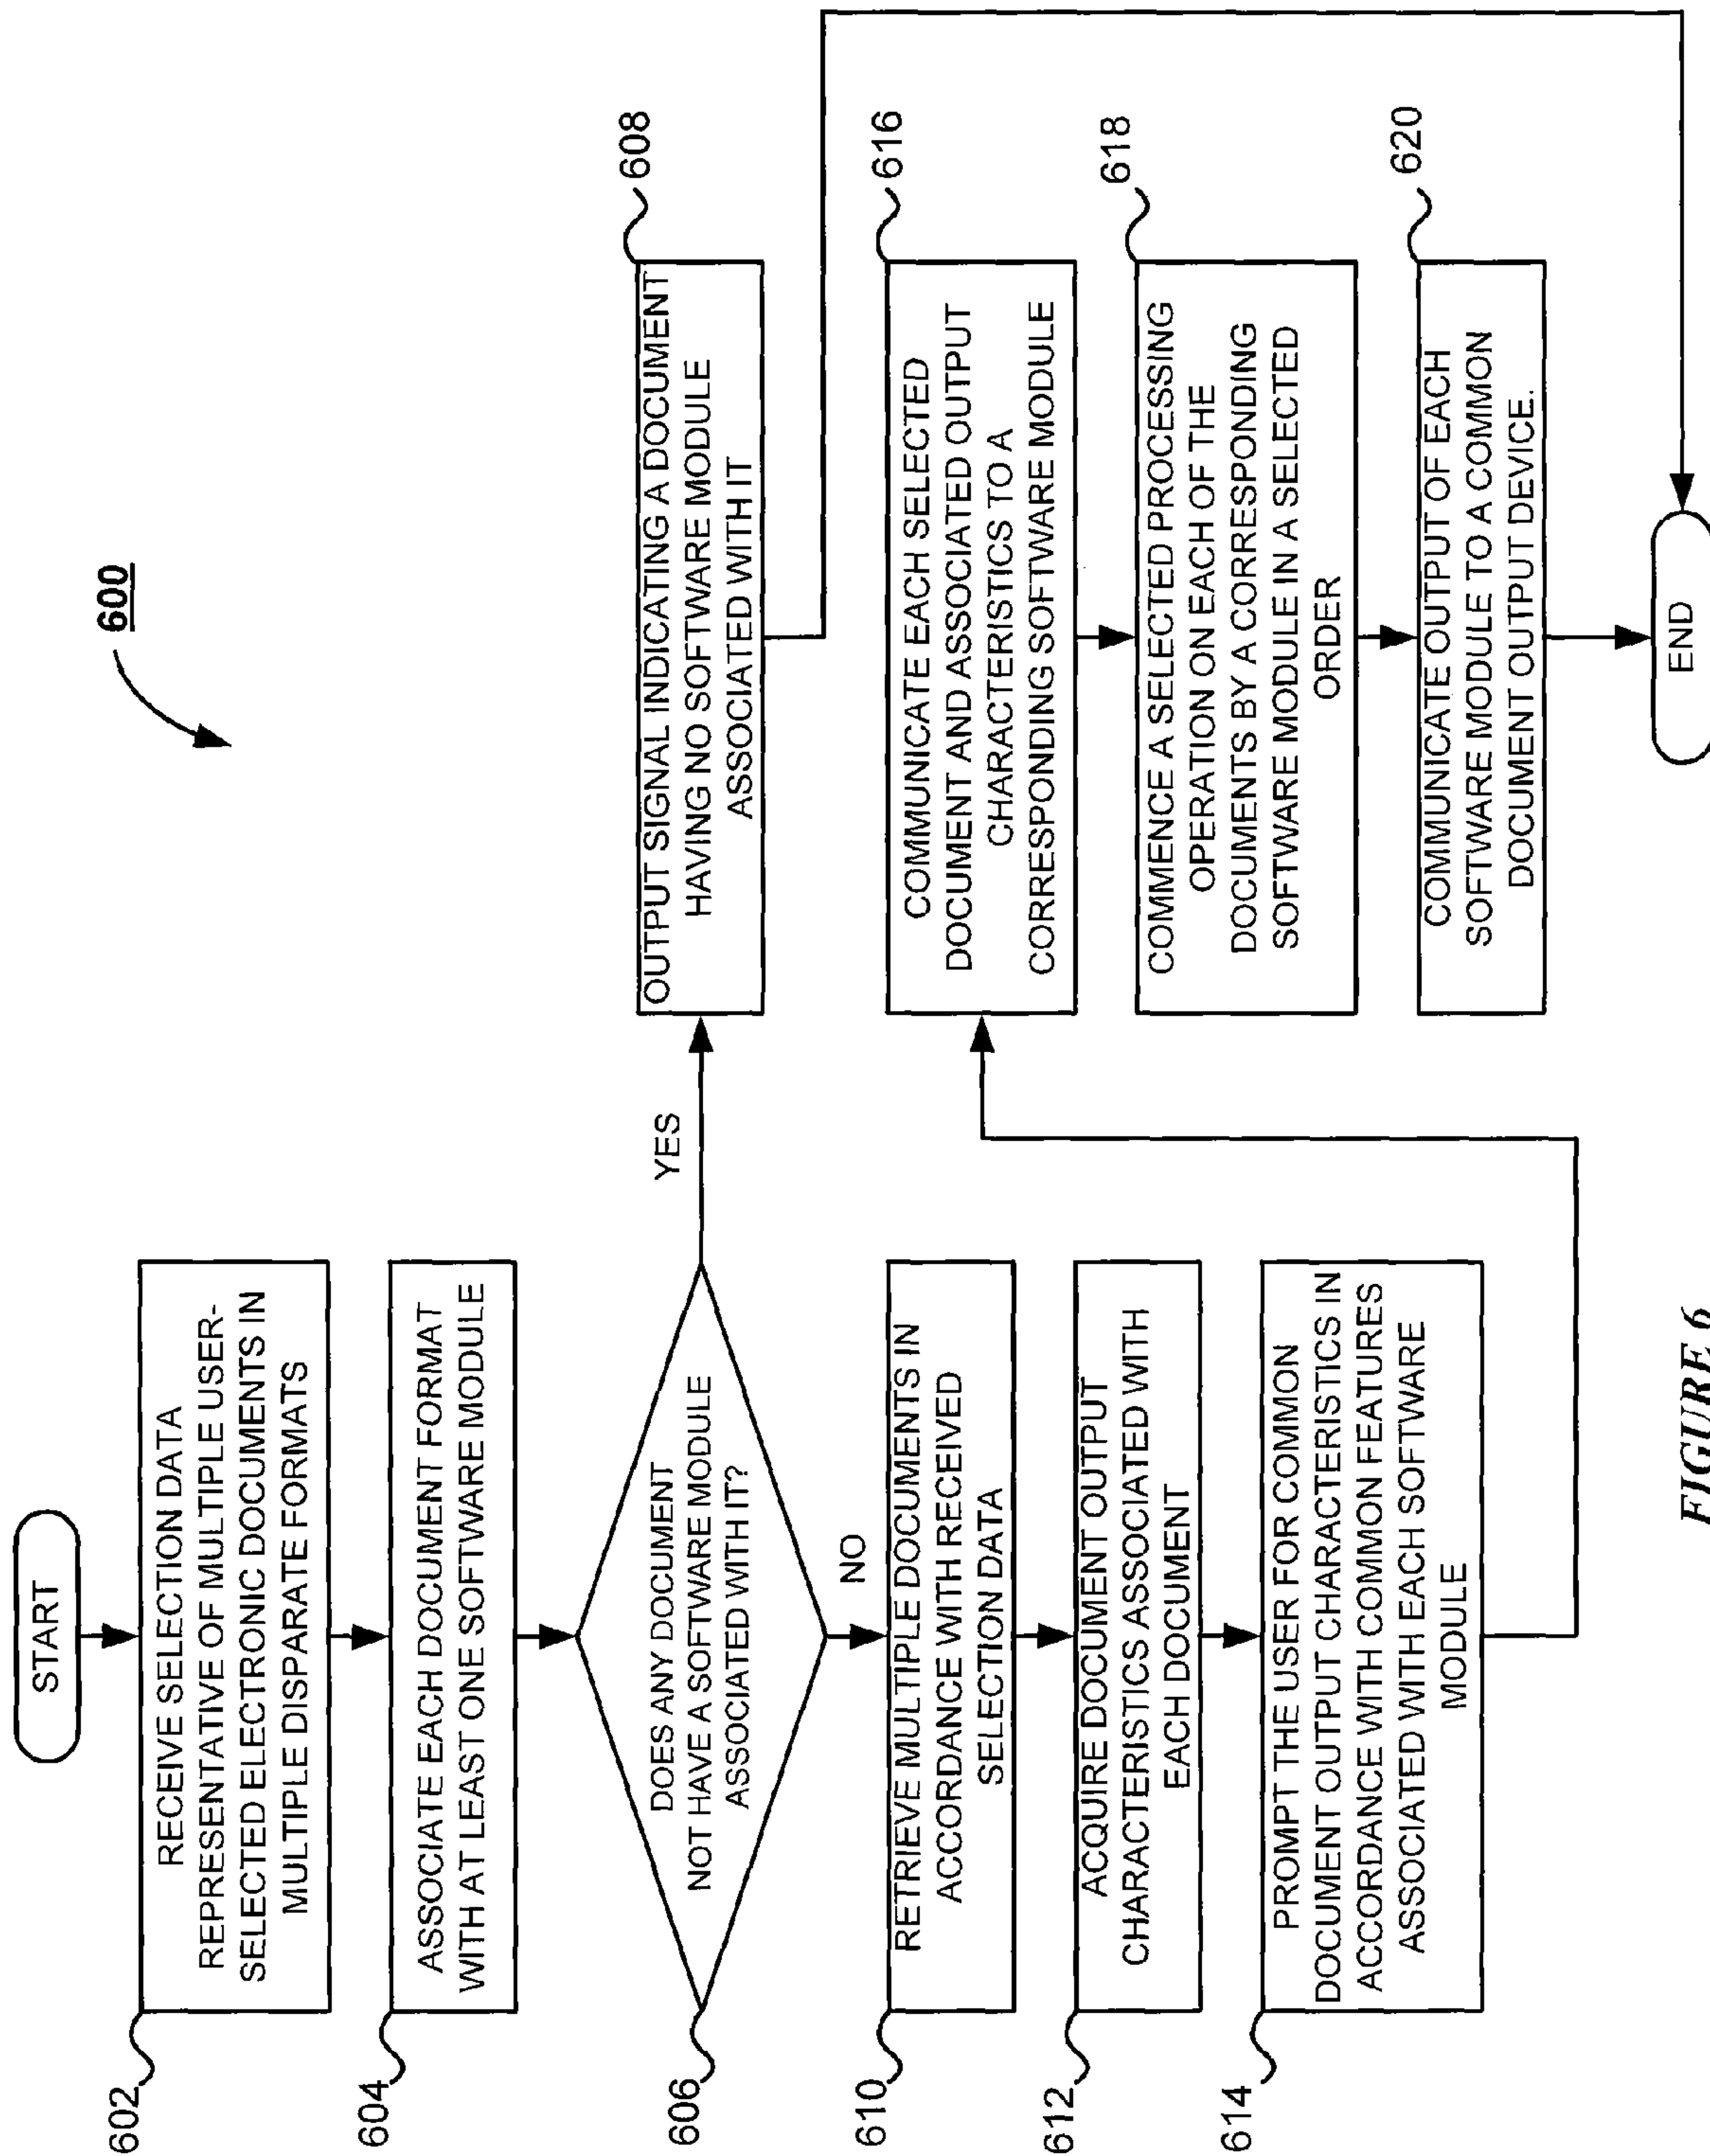 600
START
602
RECEIVE SELECTION DATA
REPRESENTATIVE OF MULTIPLE USER-
SELECTED ELECTRONIC DOCUMENTS IN
MULTIPLE DISPARATE FORMATS
604
ASSOCIATE EACH DOCUMENT FORMAT
WITH AT LEAST ONE SOFTWARE MODULE
606
DOES ANY DOCUMENT
NOT HAVE A SOFTWARE MODULE
ASSOCIATED WITH IT?
YES
NO
608
OUTPUT SIGNAL INDICATING A DOCUMENT
HAVING NO SOFTWARE MODULE
ASSOCIATED WITH IT
610
RETRIEVE MULTIPLE DOCUMENTS IN
ACCORDANCE WITH RECEIVED
SELECTION DATA
612
ACQUIRE DOCUMENT OUTPUT
CHARACTERISTICS ASSOCIATED WITH
EACH DOCUMENT
614
PROMPT THE USER FOR COMMON
DOCUMENT OUTPUT CHARACTERISTICS IN
ACCORDANCE WITH COMMON FEATURES
ASSOCIATED WITH EACH SOFTWARE
MODULE
616
COMMUNICATE EACH SELECTED
DOCUMENT AND ASSOCIATED OUTPUT
CHARACTERISTICS TO A
CORRESPONDING SOFTWARE MODULE
618
COMMENCE A SELECTED PROCESSING
OPERATION ON EACH OF THE
DOCUMENTS BY A CORRESPONDING
SOFTWARE MODULE IN A SELECTED
ORDER
620
COMMUNICATE OUTPUT OF EACH
SOFTWARE MODULE TO A COMMON
DOCUMENT OUTPUT DEVICE.
END
FIGURE 6